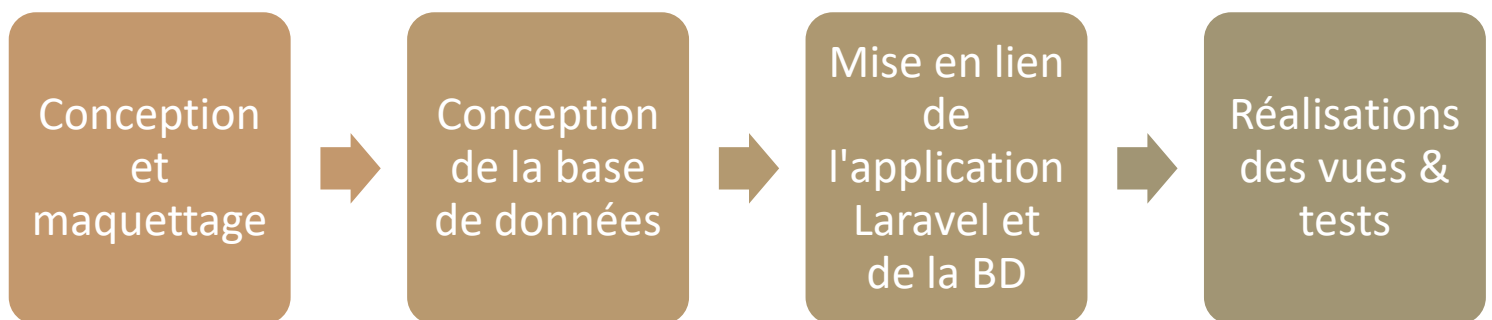 Conception
et
maquettage
Conception
de la base
de données
Mise en lien
de
l'application
Laravel et
de la BD
Réalisations
des vues &
tests